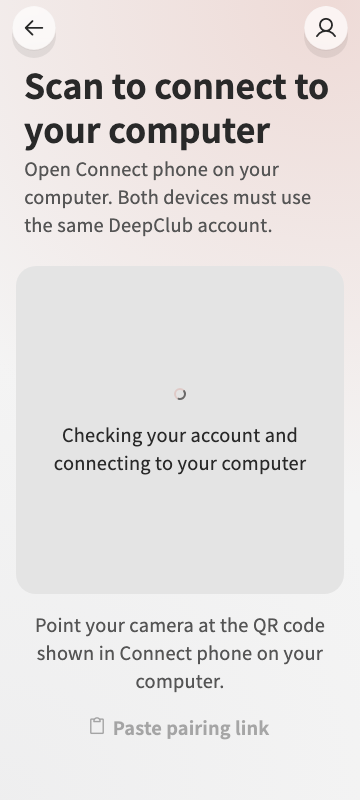 Scan to connect to
your computer
Open Connect phone on your
computer. Both devices must use
the same DeepClub account.
Checking your account and
connecting to your computer
Point your camera at the QR code
shown in Connect phone on your
computer.
Paste pairing link